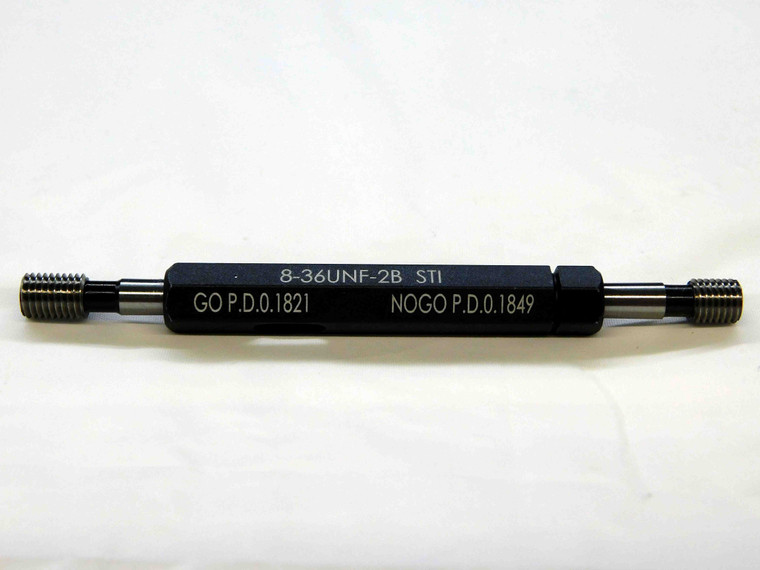 8-36UNF-2B STI
GO P.D.0.1821 NOGO P.D.0.1849